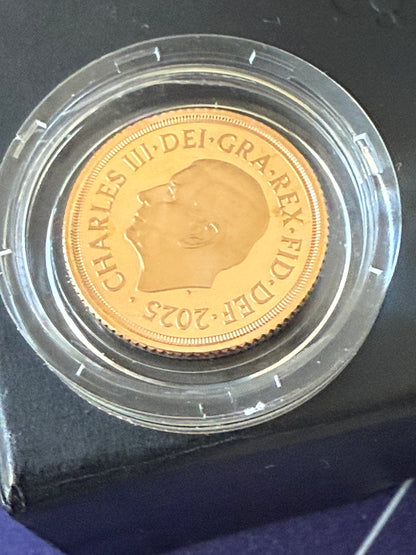 · CHARLES III · DEI · GRA · REX · FID · DEF · 2025